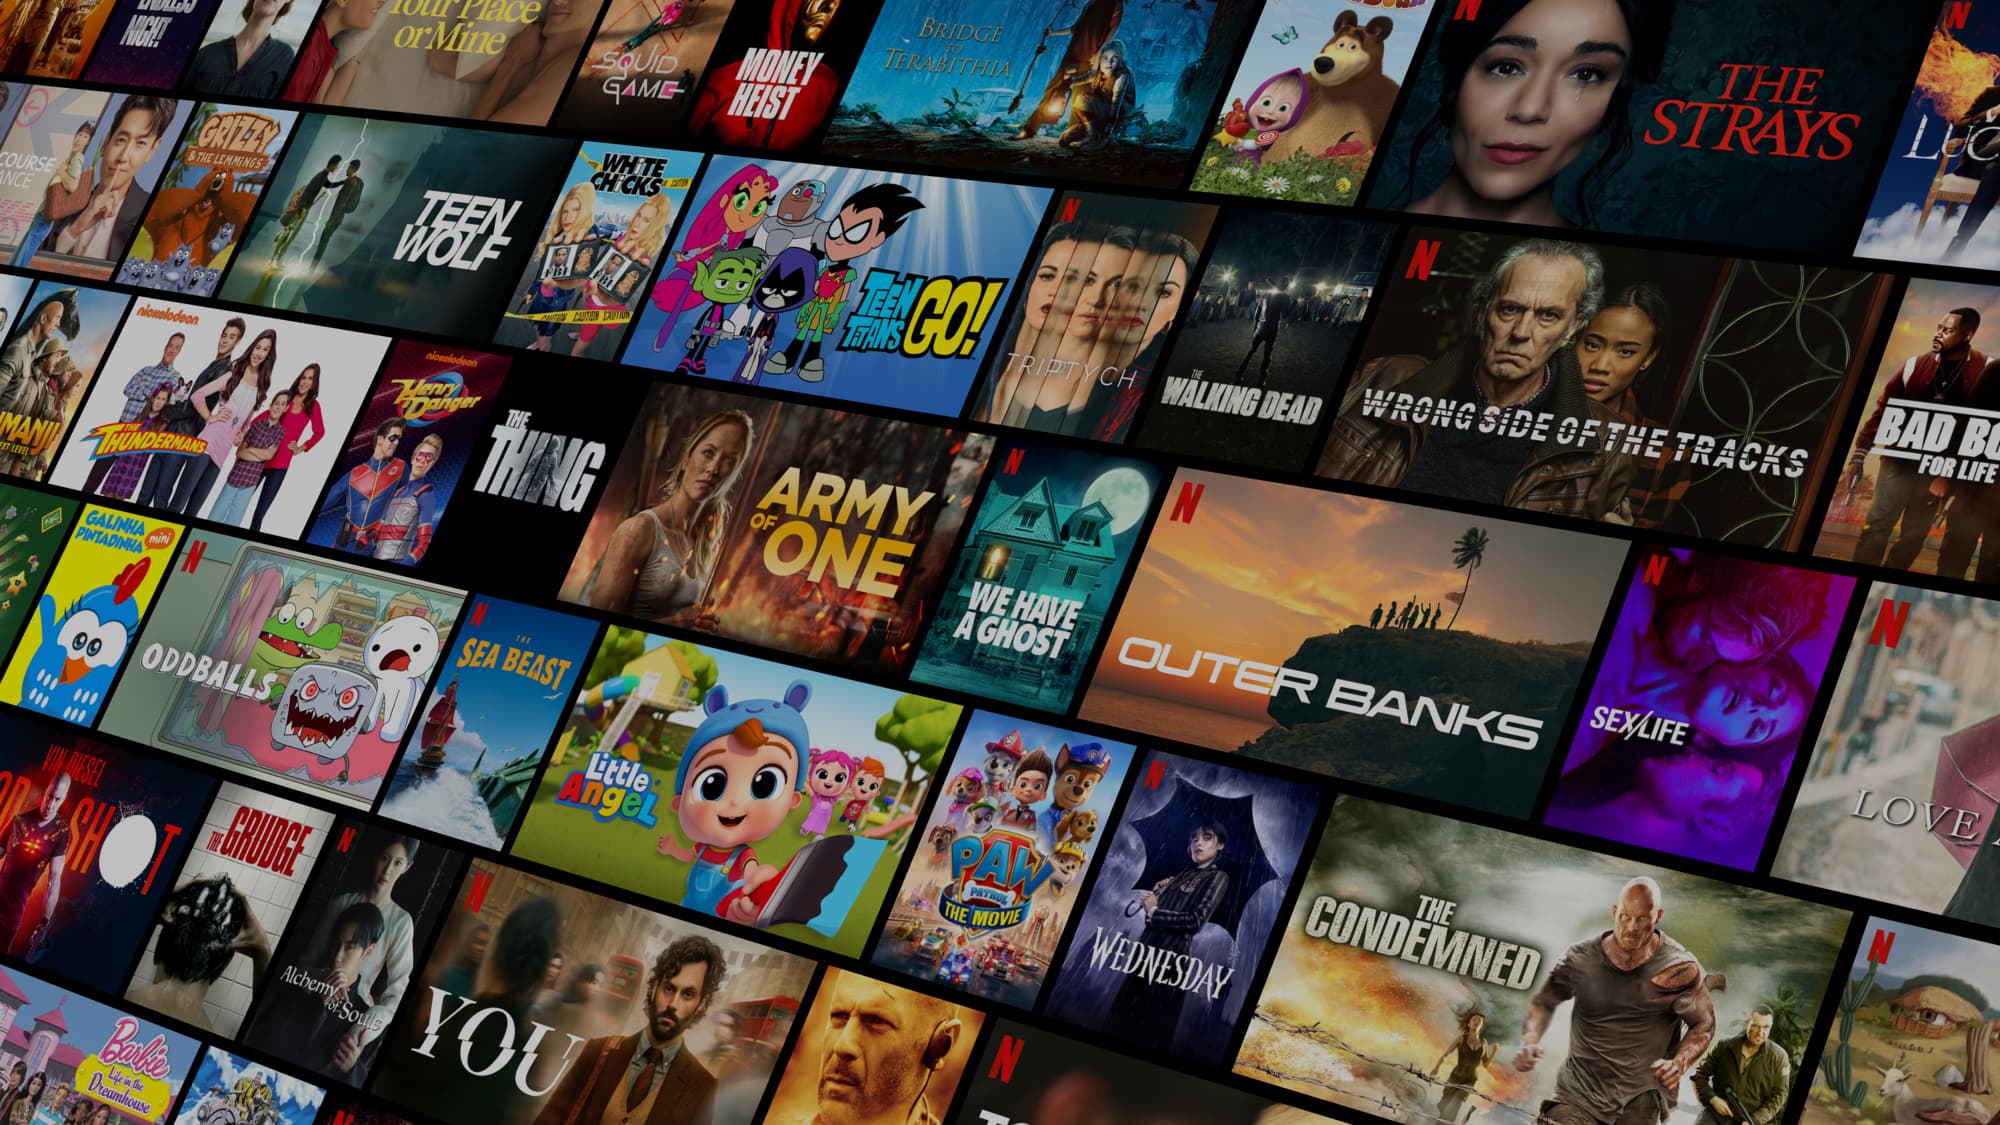 ENDLESS
NIGHT
Your Place
or Mine
SQUID
GAME
MONEY
HEIST
BRIDGE
TO
TERABITHIA
N
THE
STRAYS
N
COURSE
GRIZZY
& THE LEMMINGS
TEEN
WOLF
WHITE
CHICKS
CAUTION
CAUTION CAUTION
TEEN
TITANS
GO!
N
TRIPTYCH
THE
WALKING DEAD
N
WRONG SIDE OF THE TRACKS
BAD BO
FOR LIFE
nickelodeon
THE
THUNDERMANS
nickelodeon
Henry
Danger
THE
THING
ARMY
OF
ONE
N
WE HAVE
A GHOST
N
OUTER BANKS
N
SEX/LIFE
N
LOVE
GALINHA
PINTADINHA
mini
N
ODDBALLS
N
THE
SEA BEAST
Little
Angel
PAW
PATROL
THE MOVIE
N
WEDNESDAY
THE
CONDEMNED
N
VIN DIESEL
SHOT
THE
GRUDGE
N
Alchemy
of Souls
N
YOU
N
Barbie
Life in the
Dreamhouse